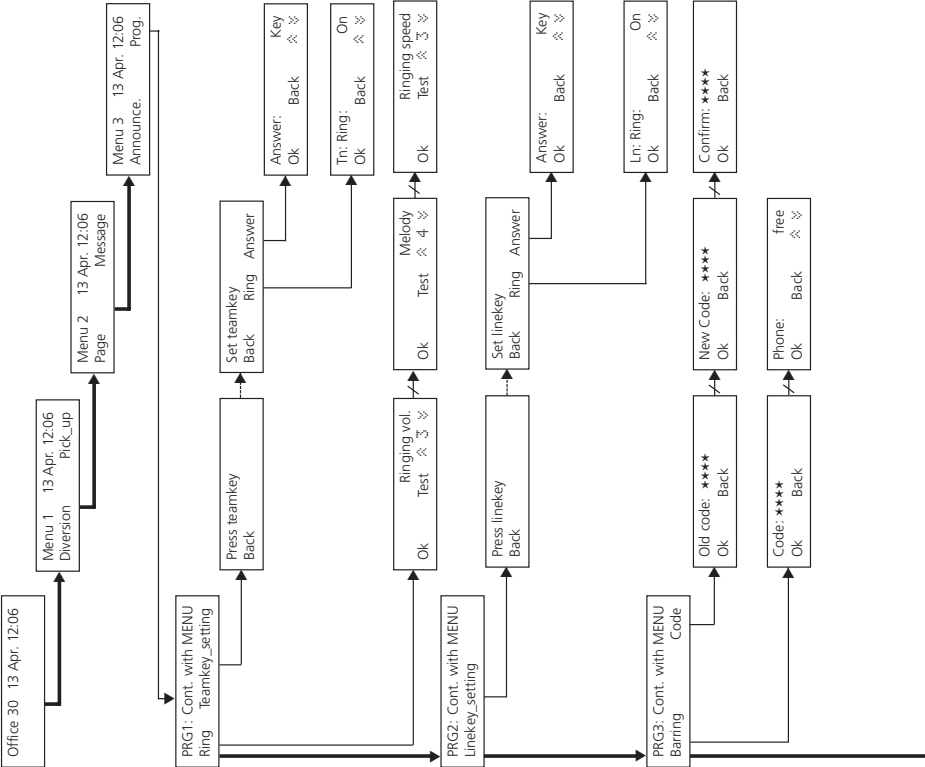 Office 30 13 Apr. 12:06
Menu 1 13 Apr. 12:06
Diversion Pick_up
Menu 2 13 Apr. 12:06
Page Message
Menu 3 13 Apr. 12:06
Announce. Prog.
PRG1: Cont. with MENU
Ring Teamkey_setting
Press teamkey
Back
Set teamkey
Back Ring Answer
Answer: Key
Ok Back
Tn: Ring: On
Ok Back
Ringing vol.
Ok Test 3
Melody
Ok Test 4
Ringing speed
Ok Test 3
PRG2: Cont. with MENU
Linekey_setting
Press linekey
Back
Set linekey
Back Ring Answer
Answer: Key
Ok Back
Ln: Ring: On
Ok Back
PRG3: Cont. with MENU
Barring Code
Old code: ★★★★
Ok Back
New Code: ★★★★
Ok Back
Confirm: ★★★★
Ok Back
Code: ★★★★
Ok Back
Phone: free
Ok Back